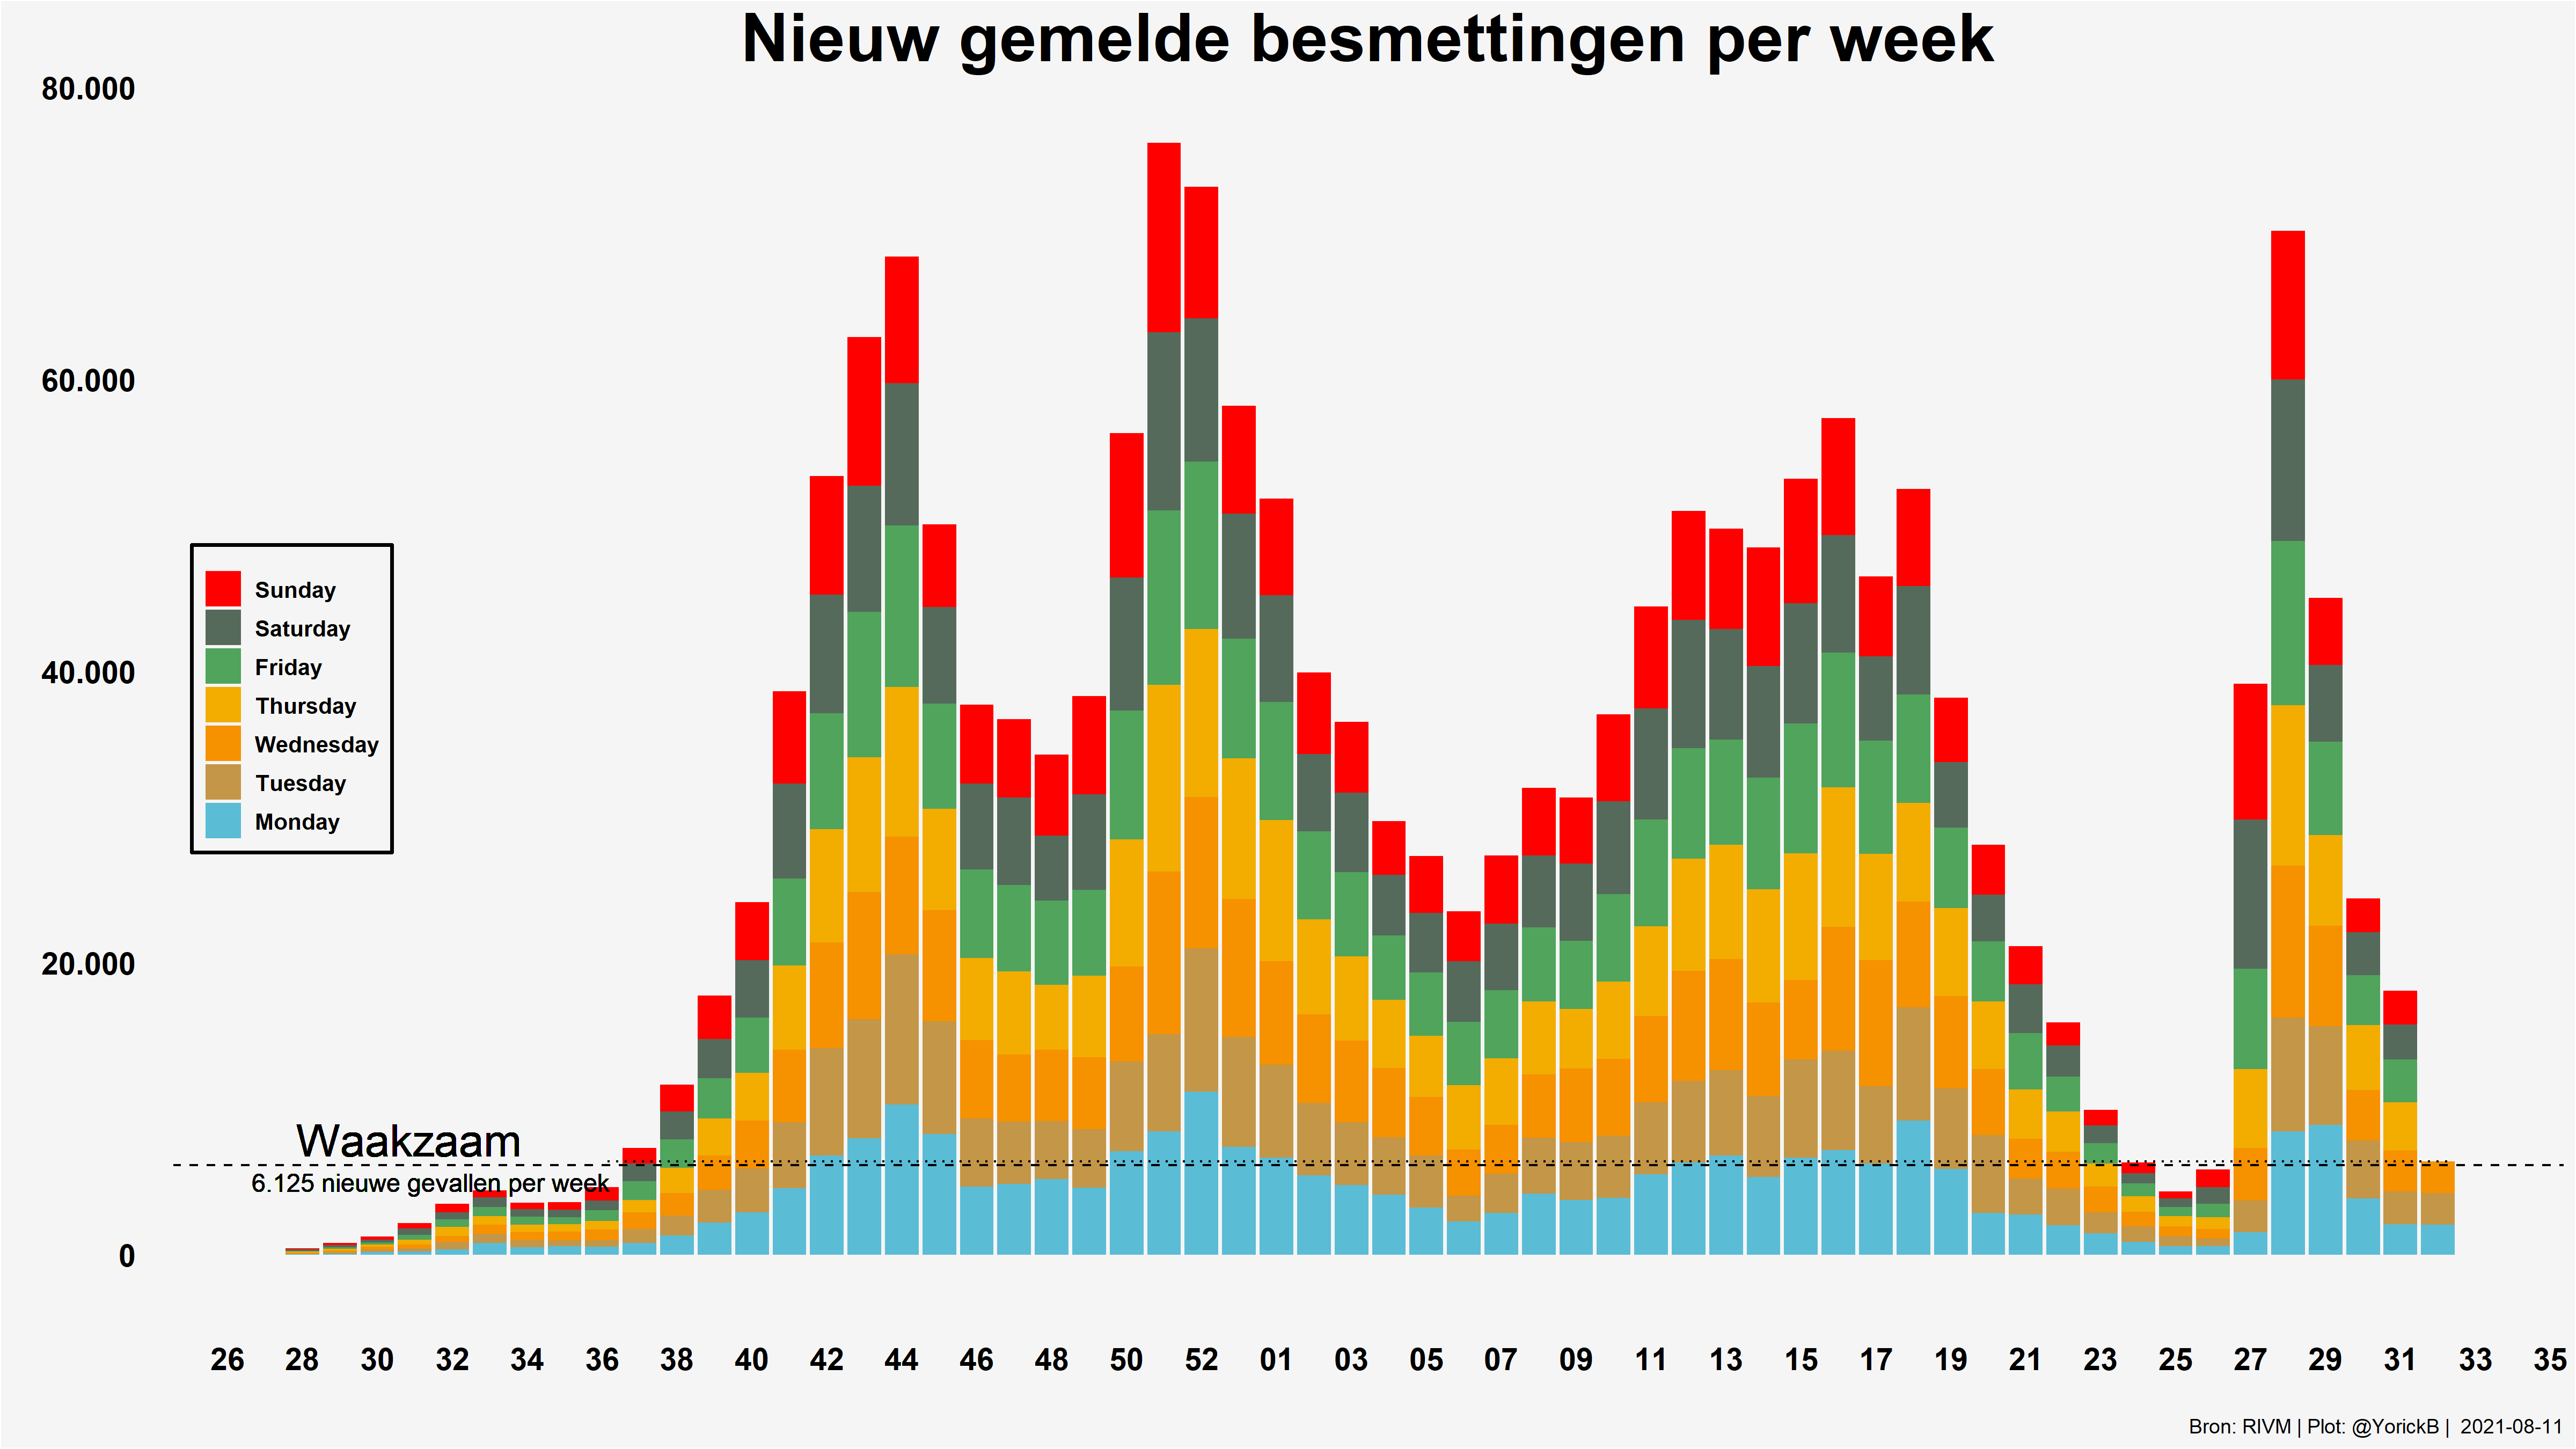 Nieuw gemelde besmettingen per week
80.000
60.000
40.000
20.000
0
Sunday
Saturday
Friday
Thursday
Wednesday
Tuesday
Monday
Waakzaam
6.125 nieuwe gevallen per week
26 28 30 32 34 36 38 40 42 44 46 48 50 52 01 03 05 07 09 11 13 15 17 19 21 23 25 27 29 31 33 35
Bron: RIVM | Plot: @YorickB | 2021-08-11